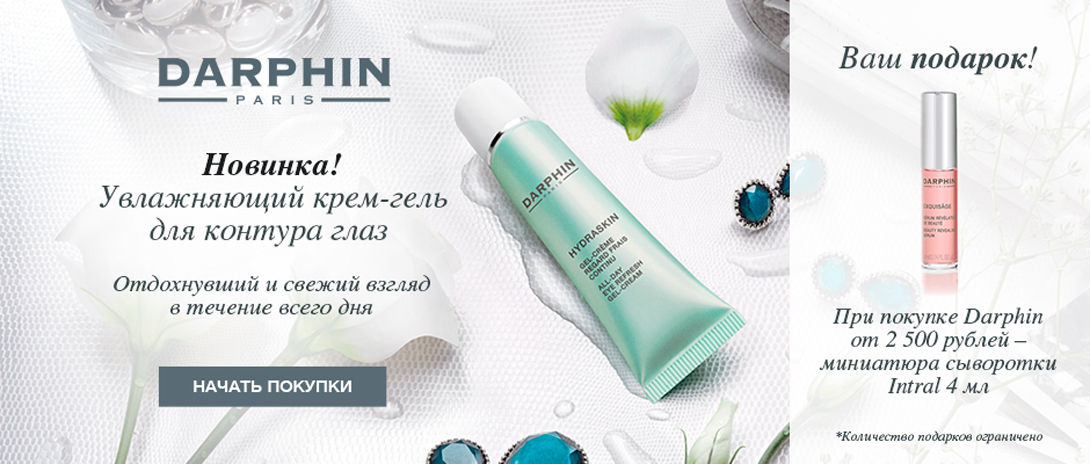 DARPHIN
PARIS
Новинка!
Увлажняющий крем-гель
для контура глаз
Отдохнувший и свежий взгляд
в течение всего дня
НАЧАТЬ ПОКУПКИ
DARPHIN
PARIS
HYDRASKIN
GEL-CRÈME
REGARD FRAIS
CONTINU
ALL-DAY
EYE REFRESH
GEL-CREAM
Ваш подарок!
DARPHIN
EXQUISÂGE
При покупке Darphin
от 2 500 рублей –
миниатюра сыворотки
Intral 4 мл
*Количество подарков ограничено